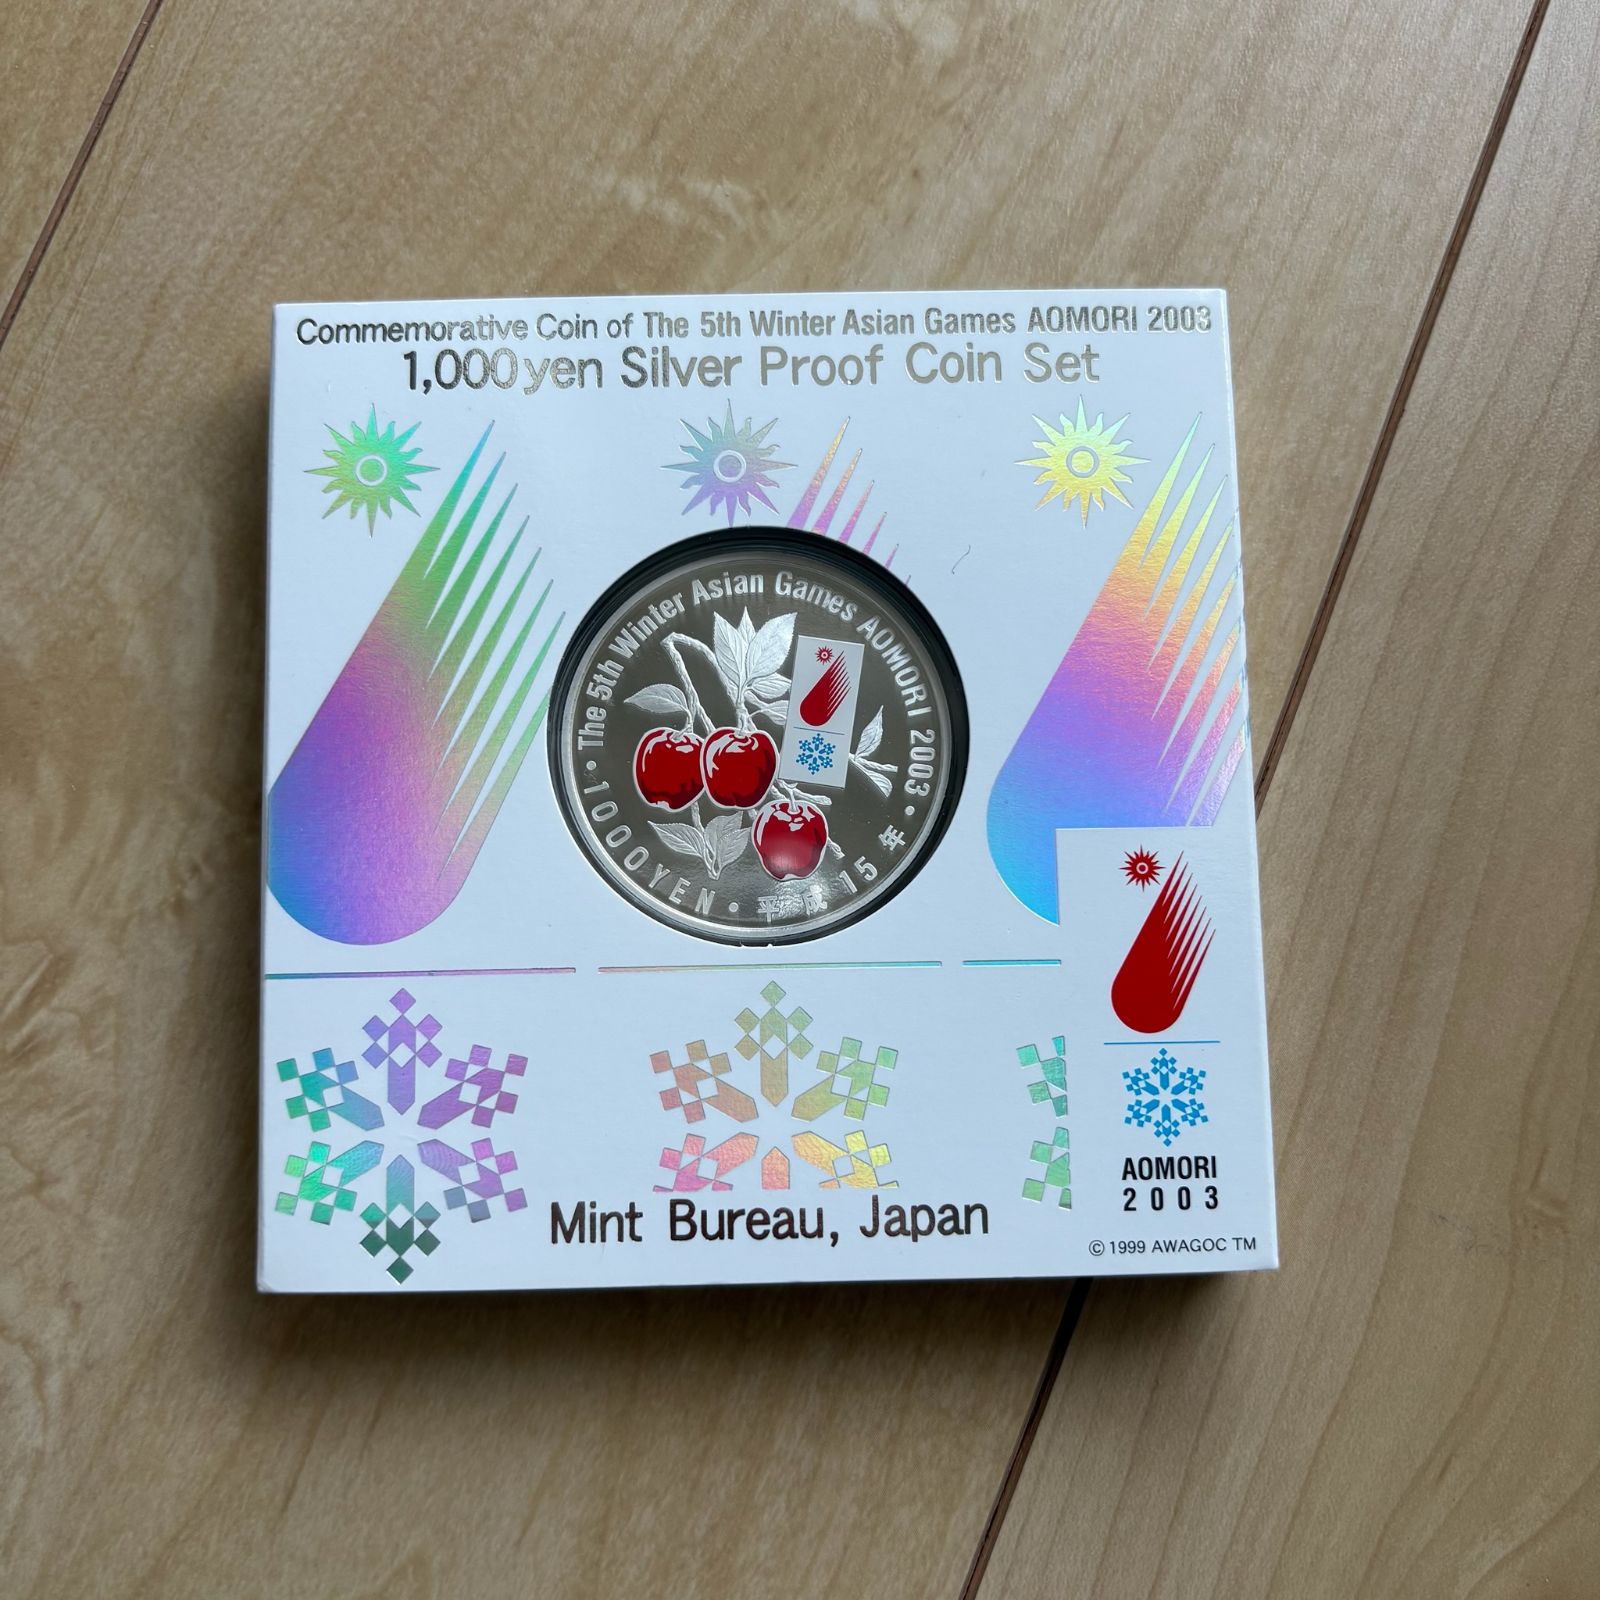 Commemorative Coin of The 5th Winter Asian Games AOMORI 2003
1,000yen Silver Proof Coin Set
• The 5th Winter Asian Games AOMORI 2003 •
1000YEN • 平成15年
AOMORI
2003
Mint Bureau, Japan
© 1999 AWAGOC TM